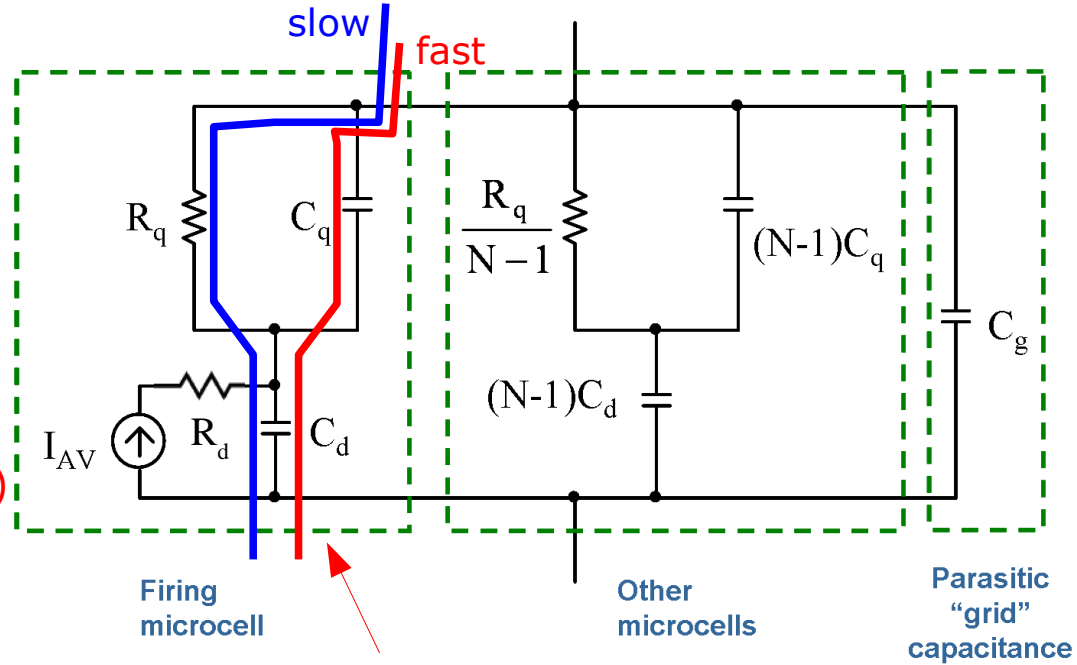 slow
fast
R_q
C_q
R_q
N − 1
(N-1)C_q
C_g
(N-1)C_d
R_d
C_d
I_AV
)
Firing
microcell
Other
microcells
Parasitic
“grid”
capacitance